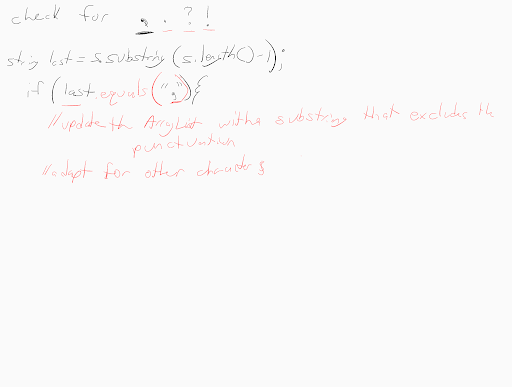 check for , . ? !
string last = s.substring (s.length()-1);
if (last.equals(",")){
//update the ArrayList with a substring that excludes the
punctuation
//adapt for other characters